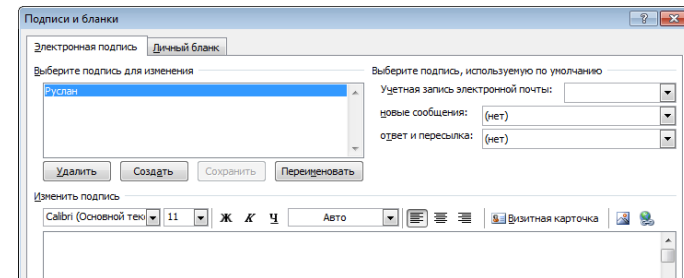 Подписи и бланки
Электронная подпись Личный бланк
Выберите подпись для изменения
Руслан
Выберите подпись, используемую по умолчанию
Учетная запись электронной почты:
новые сообщения: (нет)
ответ и пересылка: (нет)
Удалить Создать Сохранить Переименовать
Изменить подпись
Calibri (Основной тек 11 Ж К Ч Авто Визитная карточка